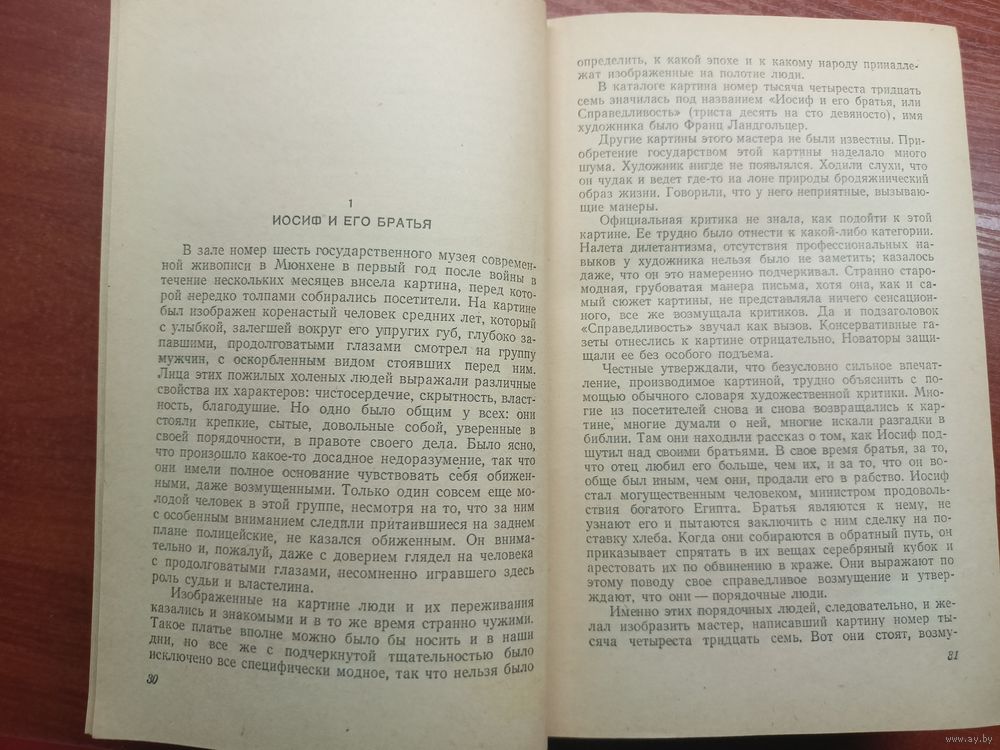 1
ИОСИФ И ЕГО БРАТЬЯ
В зале номер шесть государственного музея современ-
ной живописи в Мюнхене в первый год после войны в
течение нескольких месяцев висела картина, перед кото-
рой нередко толпами собирались посетители. На картине
был изображен коренастый человек средних лет, который
с улыбкой, залегшей вокруг его упругих губ, глубоко за-
павшими, продолговатыми глазами смотрел на группу
мужчин, с оскорбленным видом стоявших перед ним.
Лица этих пожилых холеных людей выражали различные
свойства их характеров: чистосердечие, скрытность, власт-
ность, благодушие. Но одно было общим у всех: они
стояли крепкие, сытые, довольные собой, уверенные в
своей порядочности, в правоте своего дела. Было ясно,
что произошло какое-то досадное недоразумение, так что
они имели полное основание чувствовать себя обижен-
ными, даже возмущенными. Только один совсем еще мо-
лодой человек в этой группе, несмотря на то, что за ним
с особенным вниманием следили притаившиеся на заднем
плане полицейские, не казался обиженным. Он внима-
тельно и, пожалуй, даже с доверием глядел на человека
с продолговатыми глазами, несомненно игравшего здесь
роль судьи и властелина.
Изображенные на картине люди и их переживания
казались и знакомыми и в то же время странно чужими.
Такое платье вполне можно было бы носить и в наши
дни, но все же с подчеркнутой тщательностью было
исключено все специфически модное, так что нельзя было
30
определить, к какой эпохе и к какому народу принадле-
жат изображенные на полотне люди.
В каталоге картина номер тысяча четыреста тридцать
семь значилась под названием «Иосиф и его братья, или
Справедливость» (триста десять на сто девяносто), имя
художника было Франц Ландгольцер.
Другие картины этого мастера не были известны. При-
обретение государством этой картины наделало много
шума. Художник нигде не появлялся. Ходили слухи, что
он чудак и ведет где-то на лоне природы бродяжнический
образ жизни. Говорили, что у него неприятные, вызываю-
щие манеры.
Официальная критика не знала, как подойти к этой
картине. Ее трудно было отнести к какой-либо категории.
Налета дилетантизма, отсутствия профессиональных на-
выков у художника нельзя было не заметить; казалось
даже, что он это намеренно подчеркивал. Странно старо-
модная, грубоватая манера письма, хотя она, как и са-
мый сюжет картины, не представляла ничего сенсацион-
ного, все же возмущала критиков. Да и подзаголовок
«Справедливость» звучал как вызов. Консервативные га-
зеты отнеслись к картине отрицательно. Новаторы защи-
щали ее без особого подъема.
Честные утверждали, что безусловно сильное впечат-
ление, производимое картиной, трудно объяснить с по-
мощью обычного словаря художественной критики. Мно-
гие из посетителей снова и снова возвращались к кар-
тине, многие думали о ней, многие искали разгадки в
библии. Там они находили рассказ о том, как Иосиф под-
шутил над своими братьями. В свое время братья, за то,
что отец любил его больше, чем их, и за то, что он во-
обще был иным, чем они, продали его в рабство. Иосиф
стал могущественным человеком, министром продоволь-
ствия богатого Египта. Братья являются к нему, не
узнают его и пытаются заключить с ним сделку на по-
ставку хлеба. Когда они собираются в обратный путь, он
приказывает спрятать в их вещах серебряный кубок и
арестовать их по обвинению в краже. Они выражают по
этому поводу свое справедливое возмущение и утвер-
ждают, что они — порядочные люди.
Именно этих порядочных людей, следовательно, и же-
лал изобразить мастер, написавший картину номер ты-
сяча четыреста тридцать семь. Вот они стоят, возму-
31
www.ay.by